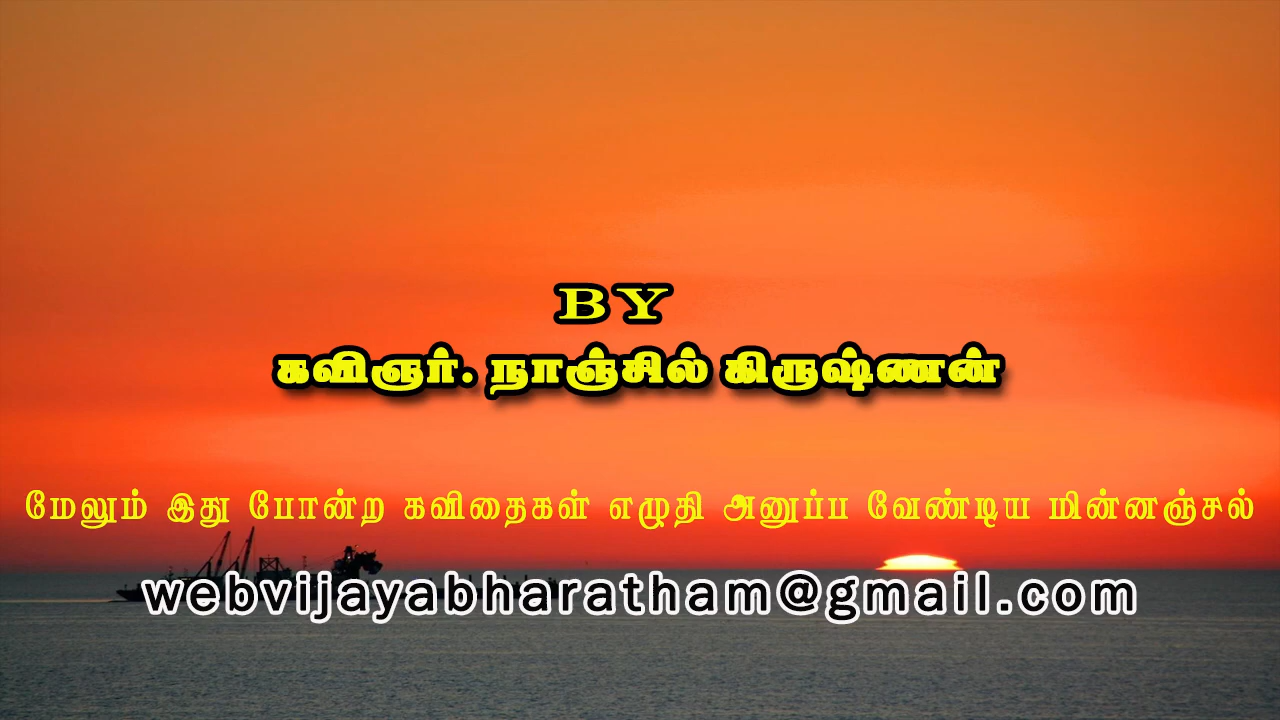 BY
கவிஞர். நாஞ்சில் கிருஷ்ணன்
மேலும் இது போன்ற கவிதைகள் எழுதி அனுப்ப வேண்டிய மின்னஞ்சல்
webvijayabharatham@gmail.com